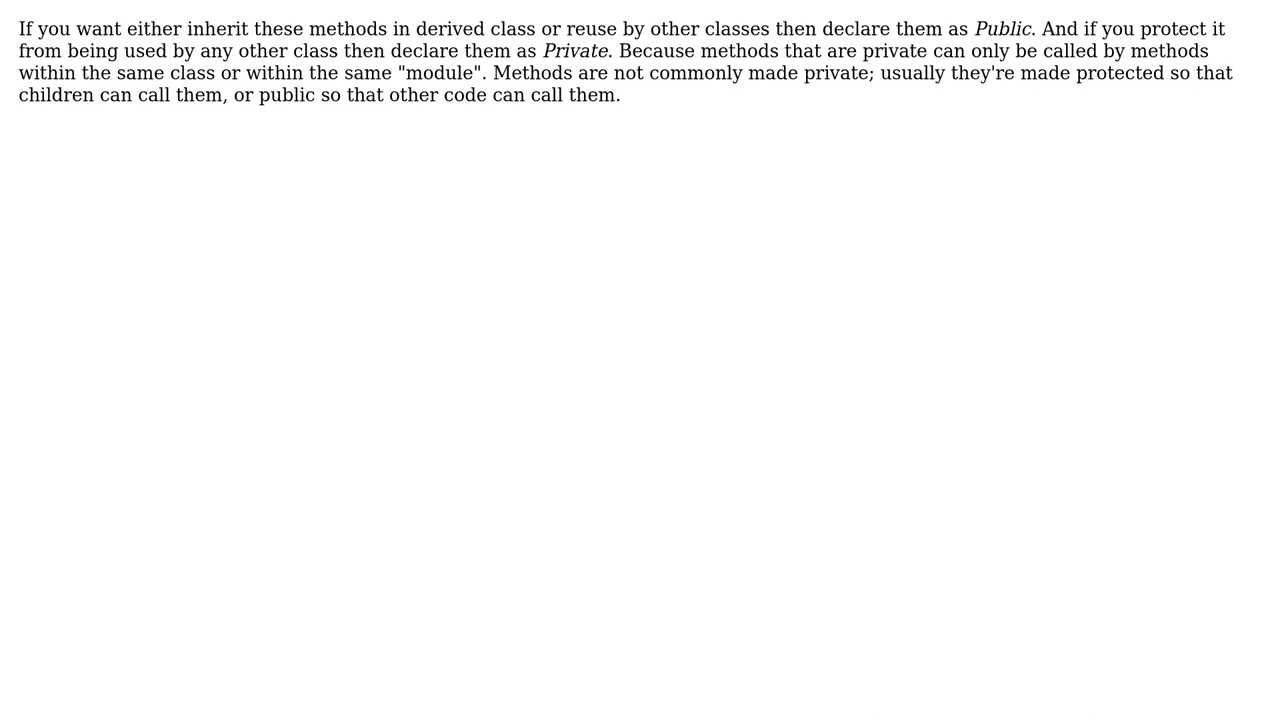 If you want either inherit these methods in derived class or reuse by other classes then declare them as Public. And if you protect it
from being used by any other class then declare them as Private. Because methods that are private can only be called by methods
within the same class or within the same "module". Methods are not commonly made private; usually they're made protected so that
children can call them, or public so that other code can call them.